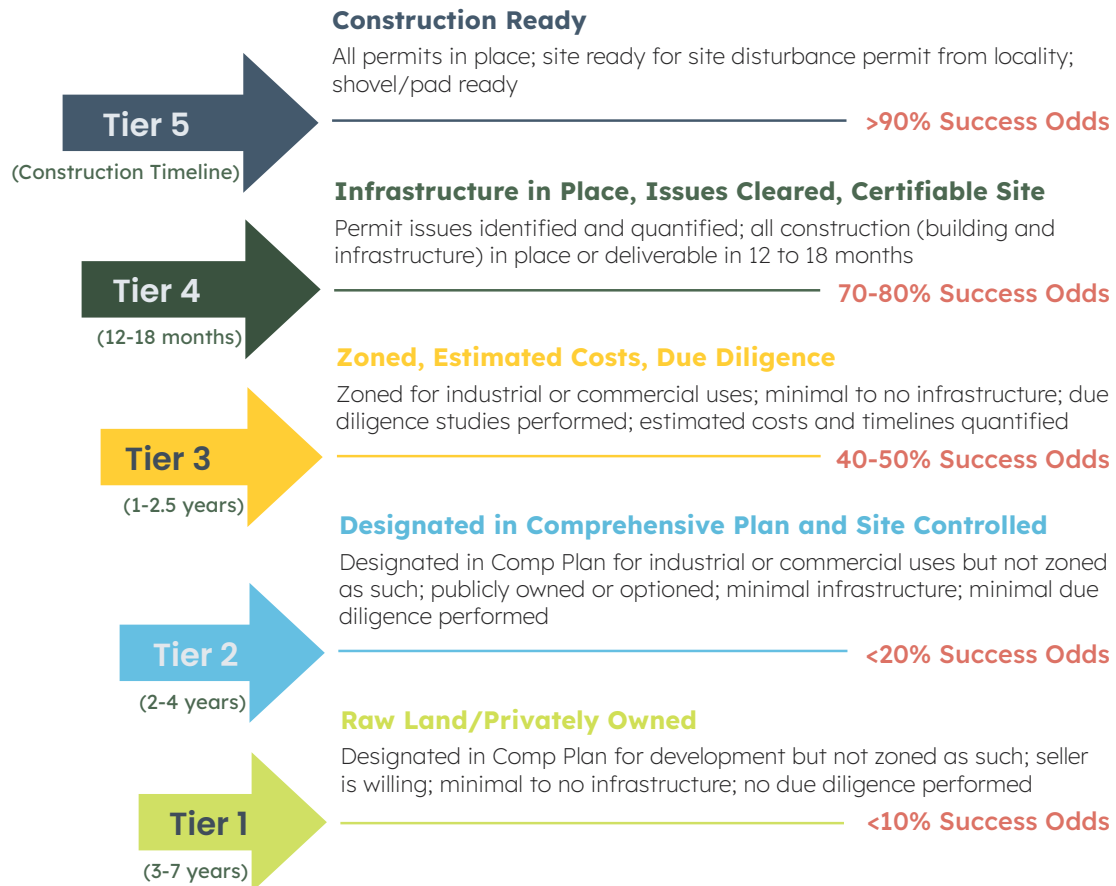 Construction Ready
All permits in place; site ready for site disturbance permit from locality;
shovel/pad ready
Tier 5
>90% Success Odds
(Construction Timeline)
Infrastructure in Place, Issues Cleared, Certifiable Site
Permit issues identified and quantified; all construction (building and
infrastructure) in place or deliverable in 12 to 18 months
Tier 4
70-80% Success Odds
(12-18 months)
Zoned, Estimated Costs, Due Diligence
Zoned for industrial or commercial uses; minimal to no infrastructure; due
diligence studies performed; estimated costs and timelines quantified
Tier 3
40-50% Success Odds
(1-2.5 years)
Designated in Comprehensive Plan and Site Controlled
Designated in Comp Plan for industrial or commercial uses but not zoned
as such; publicly owned or optioned; minimal infrastructure; minimal due
diligence performed
Tier 2
<20% Success Odds
(2-4 years)
Raw Land/Privately Owned
Designated in Comp Plan for development but not zoned as such; seller
is willing; minimal to no infrastructure; no due diligence performed
Tier 1
<10% Success Odds
(3-7 years)